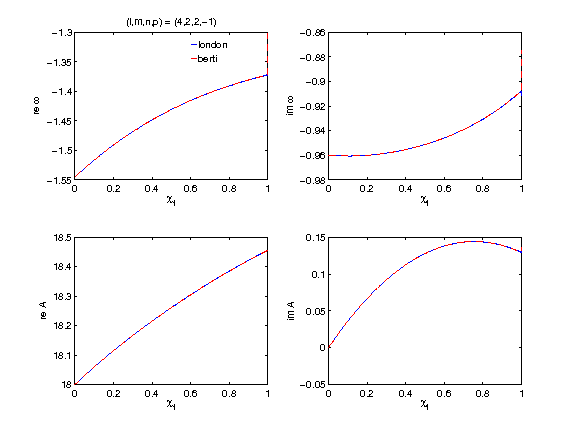 (l,m,n,p) = (4,2,2,−1)
re ω
−1.3
−1.35
−1.4
−1.45
−1.5
−1.55
london
berti
0 0.2 0.4 0.6 0.8 1
χf
im ω
−0.86
−0.88
−0.9
−0.92
−0.94
−0.96
−0.98
0 0.2 0.4 0.6 0.8 1
χf
re A
18.5
18.4
18.3
18.2
18.1
18
0 0.2 0.4 0.6 0.8 1
χf
im A
0.15
0.1
0.05
0
−0.05
0 0.2 0.4 0.6 0.8 1
χf